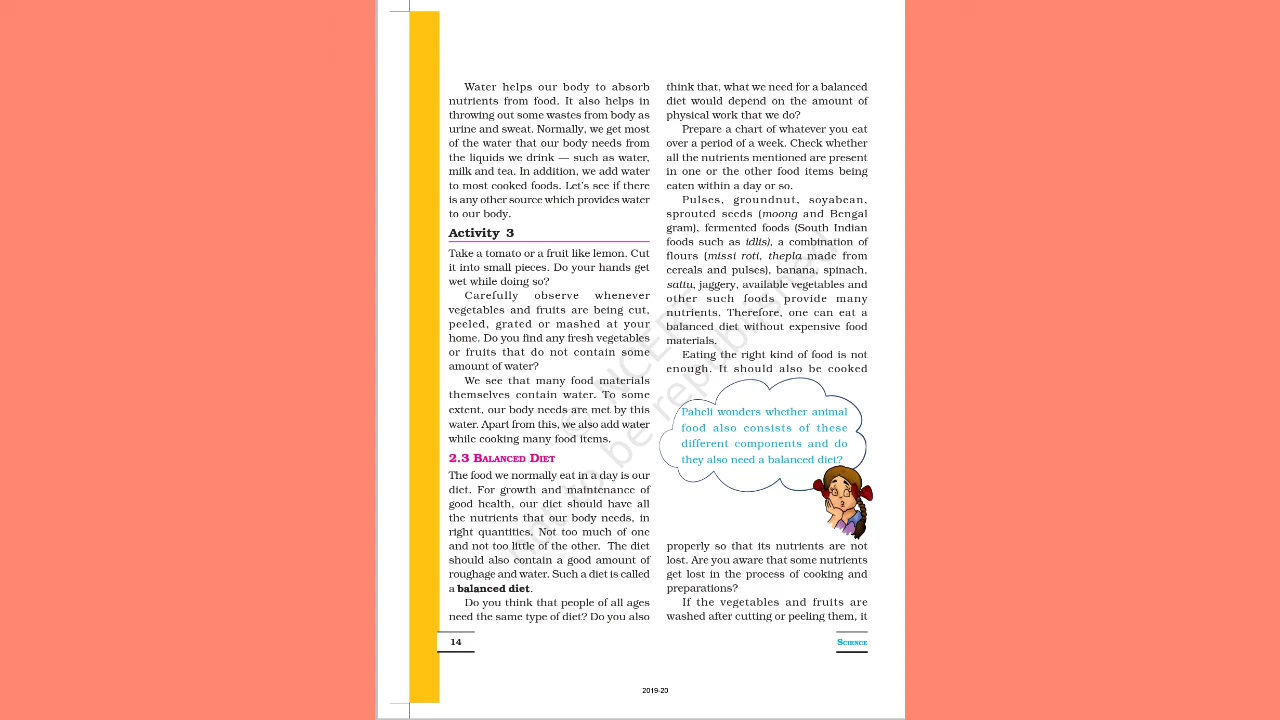 Water helps our body to absorb
nutrients from food. It also helps in
throwing out some wastes from body as
urine and sweat. Normally, we get most
of the water that our body needs from
the liquids we drink — such as water,
milk and tea. In addition, we add water
to most cooked foods. Let's see if there
is any other source which provides water
to our body.
Activity 3
Take a tomato or a fruit like lemon. Cut
it into small pieces. Do your hands get
wet while doing so?
Carefully observe whenever
vegetables and fruits are being cut,
peeled, grated or mashed at your
home. Do you find any fresh vegetables
or fruits that do not contain some
amount of water?
We see that many food materials
themselves contain water. To some
extent, our body needs are met by this
water. Apart from this, we also add water
while cooking many food items.
2.3 BALANCED DIET
The food we normally eat in a day is our
diet. For growth and maintenance of
good health, our diet should have all
the nutrients that our body needs, in
right quantities. Not too much of one
and not too little of the other. The diet
should also contain a good amount of
roughage and water. Such a diet is called
a balanced diet.
Do you think that people of all ages
need the same type of diet? Do you also
think that, what we need for a balanced
diet would depend on the amount of
physical work that we do?
Prepare a chart of whatever you eat
over a period of a week. Check whether
all the nutrients mentioned are present
in one or the other food items being
eaten within a day or so.
Pulses, groundnut, soyabean,
sprouted seeds (moong and Bengal
gram), fermented foods (South Indian
foods such as idlis), a combination of
flours (missi roti, thepla made from
cereals and pulses), banana, spinach,
sattu, jaggery, available vegetables and
other such foods provide many
nutrients. Therefore, one can eat a
balanced diet without expensive food
materials.
Eating the right kind of food is not
enough. It should also be cooked
Paheli wonders whether animal
food also consists of these
different components and do
they also need a balanced diet?
properly so that its nutrients are not
lost. Are you aware that some nutrients
get lost in the process of cooking and
preparations?
If the vegetables and fruits are
washed after cutting or peeling them, it
14
SCIENCE
2019-20
© NCERT
not to be republished